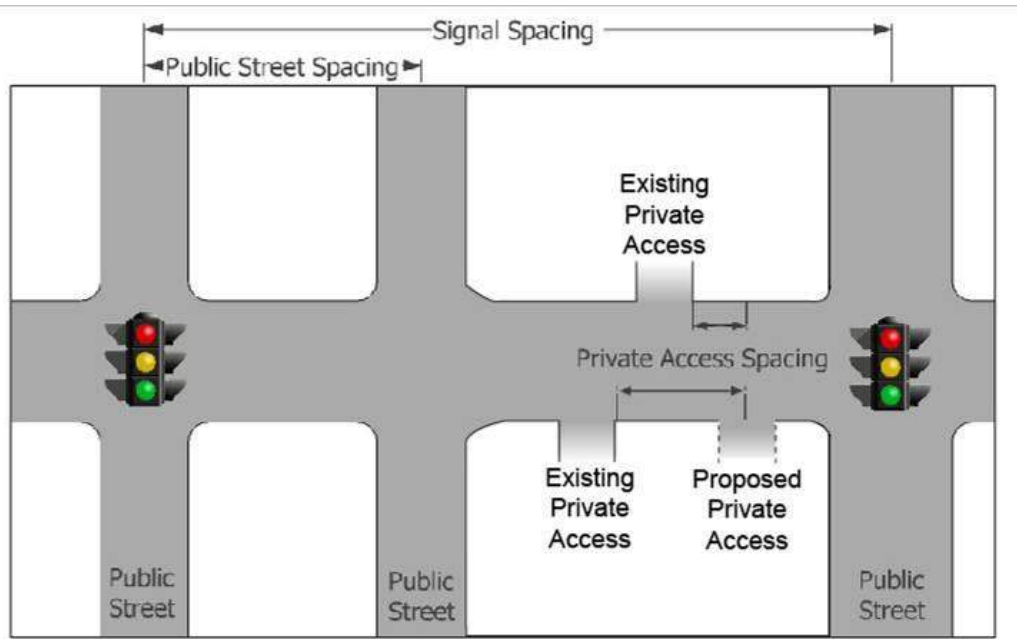 Signal Spacing
Public Street Spacing
Existing
Private
Access
Private Access Spacing
Existing
Private
Access
Proposed
Private
Access
Public
Street
Public
Street
Public
Street